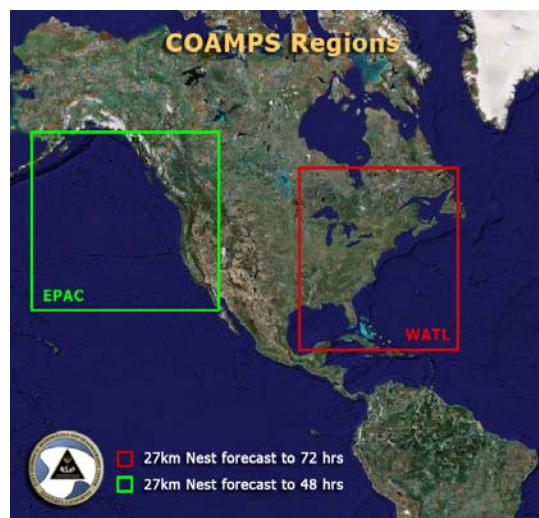 COAMPS Regions
EPAC
WATL
27km Nest forecast to 72 hrs
27km Nest forecast to 48 hrs